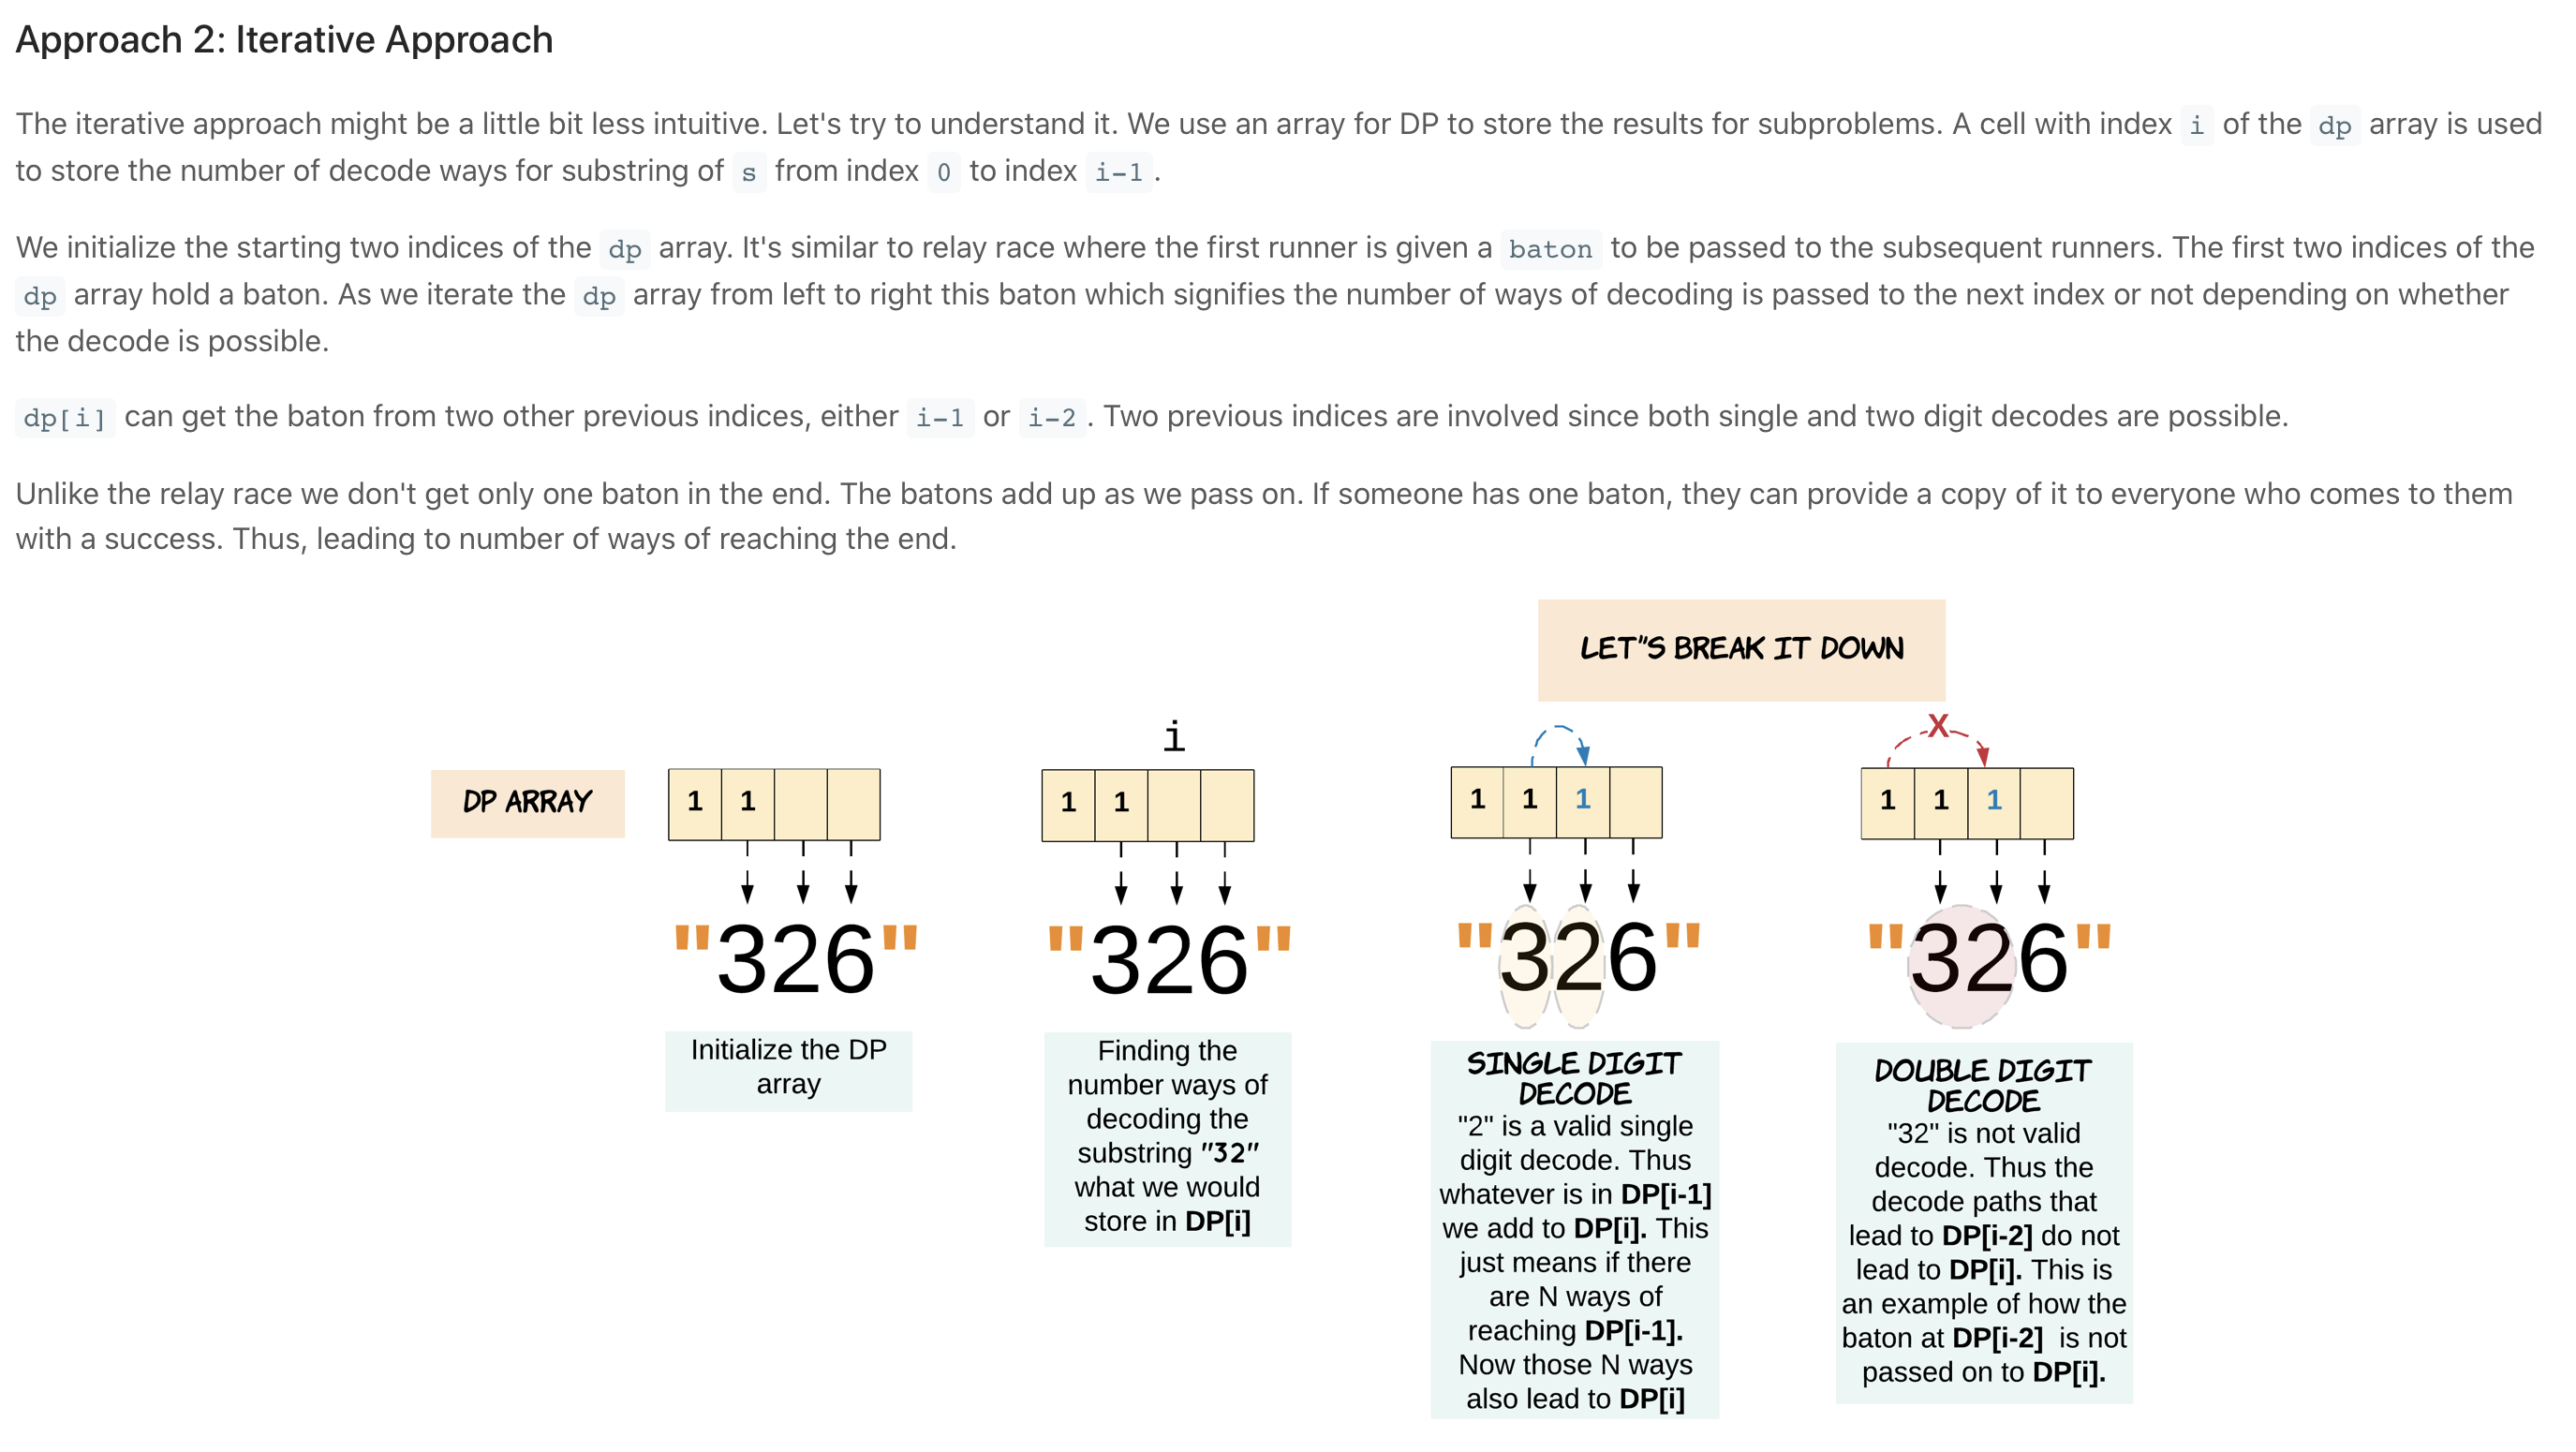 Approach 2: Iterative Approach
The iterative approach might be a little bit less intuitive. Let's try to understand it. We use an array for DP to store the results for subproblems. A cell with index i of the dp array is used
to store the number of decode ways for substring of s from index 0 to index i-1.
We initialize the starting two indices of the dp array. It's similar to relay race where the first runner is given a baton to be passed to the subsequent runners. The first two indices of the
dp array hold a baton. As we iterate the dp array from left to right this baton which signifies the number of ways of decoding is passed to the next index or not depending on whether
the decode is possible.
dp[i] can get the baton from two other previous indices, either i-1 or i-2. Two previous indices are involved since both single and two digit decodes are possible.
Unlike the relay race we don't get only one baton in the end. The batons add up as we pass on. If someone has one baton, they can provide a copy of it to everyone who comes to them
with a success. Thus, leading to number of ways of reaching the end.
LET"S BREAK IT DOWN
DP ARRAY
1 1
"326"
Initialize the DP
array
i
1 1
"326"
Finding the
number ways of
decoding the
substring "32"
what we would
store in DP[i]
1 1 1
"326"
SINGLE DIGIT
DECODE
"2" is a valid single
digit decode. Thus
whatever is in DP[i-1]
we add to DP[i]. This
just means if there
are N ways of
reaching DP[i-1].
Now those N ways
also lead to DP[i]
X
1 1 1
"326"
DOUBLE DIGIT
DECODE
"32" is not valid
decode. Thus the
decode paths that
lead to DP[i-2] do not
lead to DP[i]. This is
an example of how the
baton at DP[i-2] is not
passed on to DP[i].